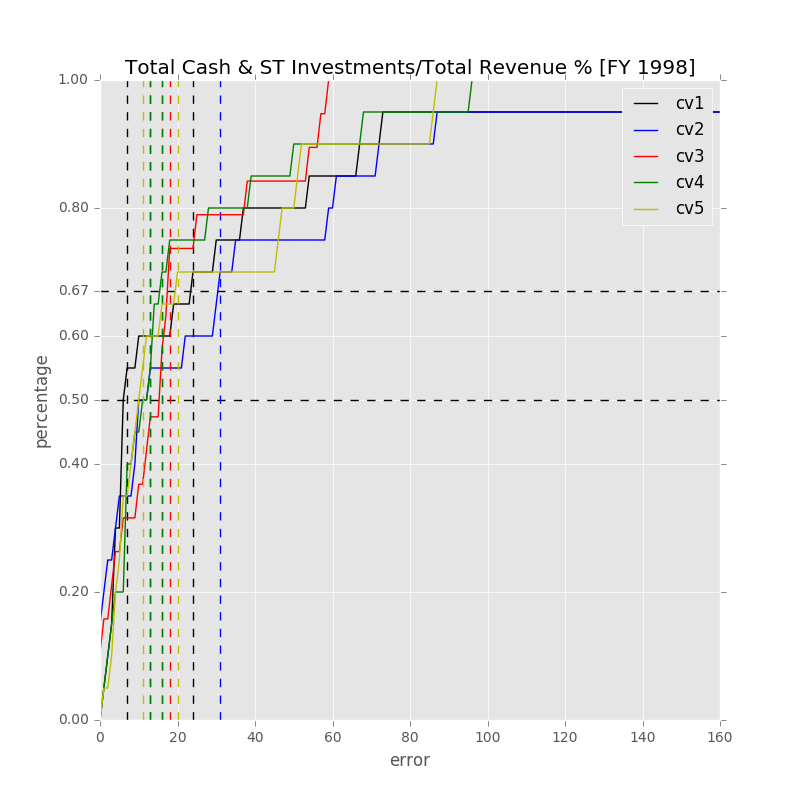 Total Cash & ST Investments/Total Revenue % [FY 1998]
1.00
0.80
0.67
0.60
0.50
0.40
0.20
0.00
percentage
cv1
cv2
cv3
cv4
cv5
0 20 40 60 80 100 120 140 160
error